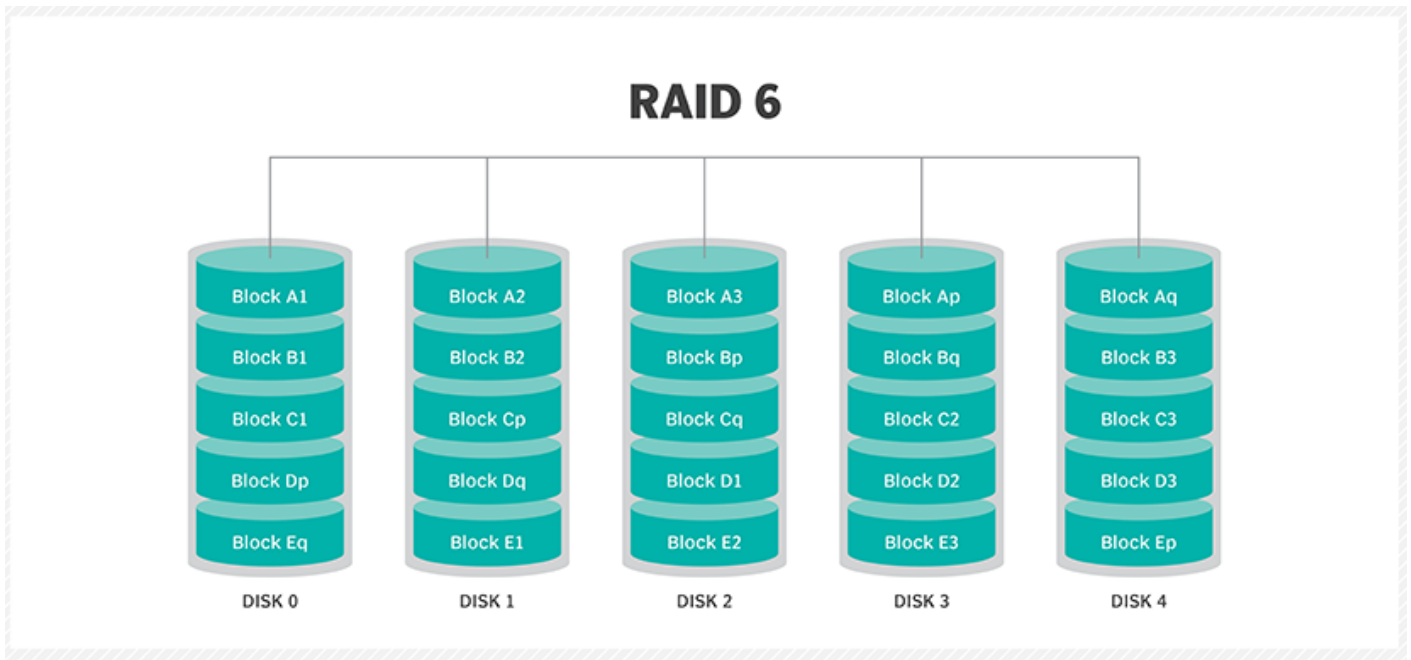 RAID 6
Block A1 Block A2 Block A3 Block Ap Block Aq
Block B1 Block B2 Block Bp Block Bq Block B3
Block C1 Block Cp Block Cq Block C2 Block C3
Block Dp Block Dq Block D1 Block D2 Block D3
Block Eq Block E1 Block E2 Block E3 Block Ep
DISK 0 DISK 1 DISK 2 DISK 3 DISK 4